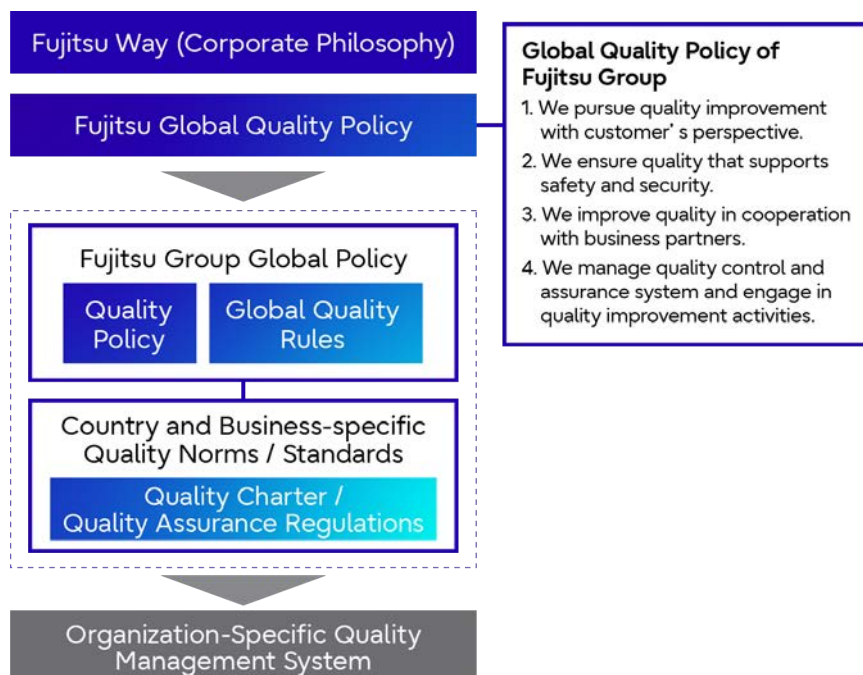 Fujitsu Way (Corporate Philosophy)
Fujitsu Global Quality Policy
Global Quality Policy of
Fujitsu Group
1. We pursue quality improvement
with customer's perspective.
2. We ensure quality that supports
safety and security.
3. We improve quality in cooperation
with business partners.
4. We manage quality control and
assurance system and engage in
quality improvement activities.
Fujitsu Group Global Policy
Quality
Policy
Global Quality
Rules
Country and Business-specific
Quality Norms / Standards
Quality Charter /
Quality Assurance Regulations
Organization-Specific Quality
Management System